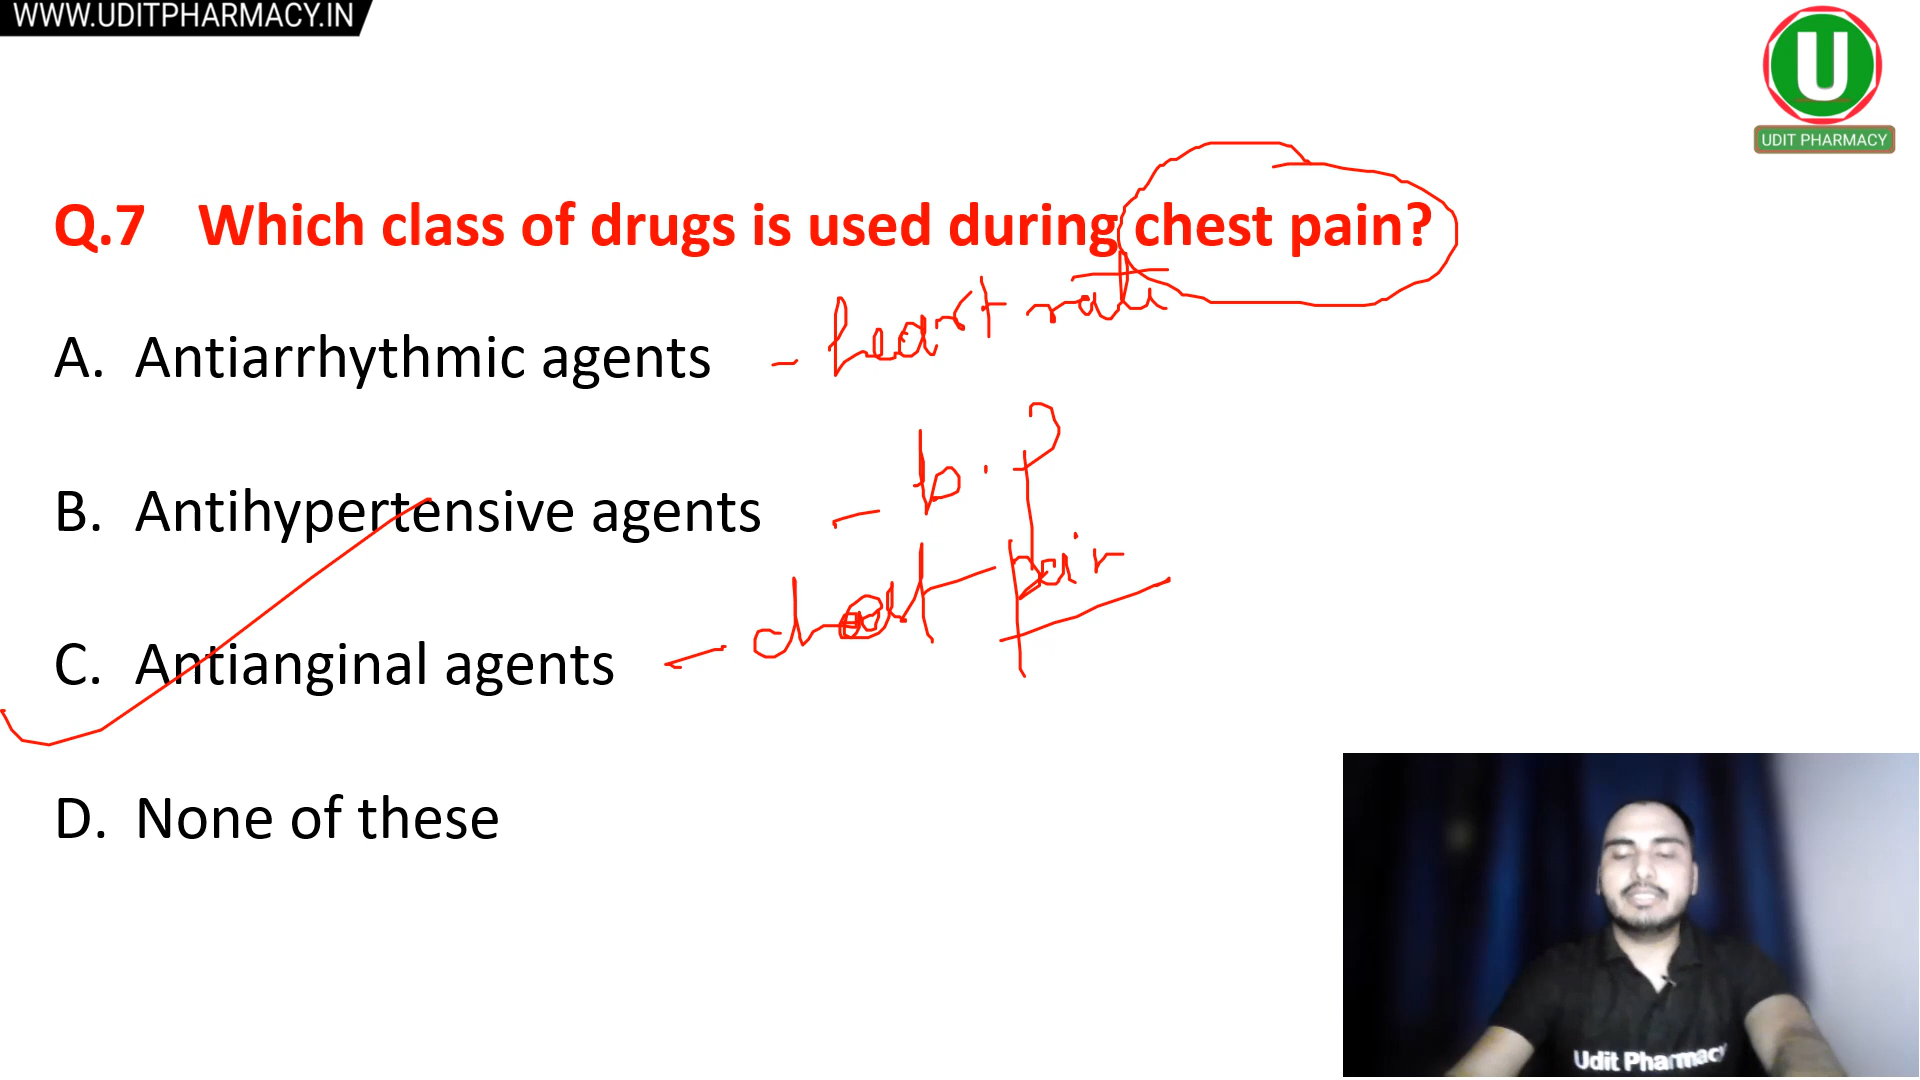 WWW.UDITPHARMACY.IN
U
UDIT PHARMACY
Q.7 Which class of drugs is used during chest pain?
A. Antiarrhythmic agents - heart rate
B. Antihypertensive agents - b.p
C. Antianginal agents - pain
D. None of these
Udit Pharmacy